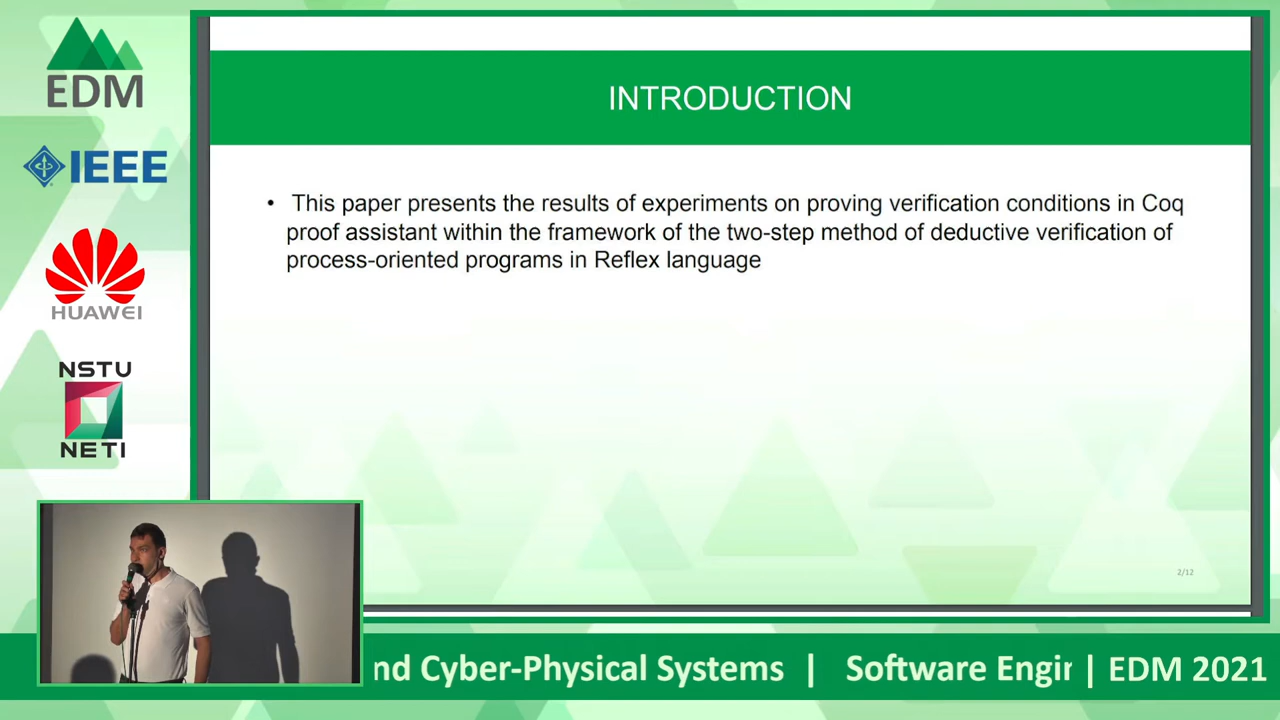 EDM
IEEE
HUAWEI
NSTU
NETI
INTRODUCTION
• This paper presents the results of experiments on proving verification conditions in Coq
proof assistant within the framework of the two-step method of deductive verification of
process-oriented programs in Reflex language
2/12
nd Cyber-Physical Systems | Software Engir | EDM 2021